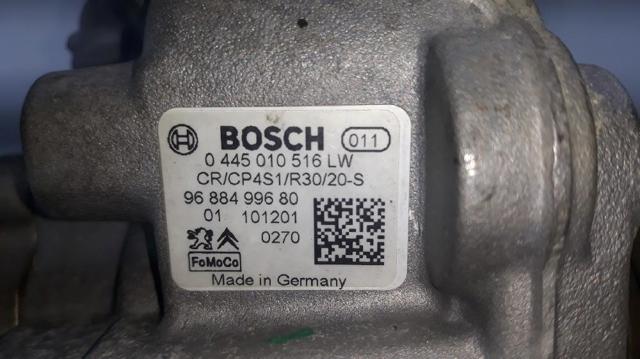 BOSCH 011
0 445 010 516 LW
CR/CP4S1/R30/20-S
96 884 996 80
01 101201
0270
FoMoCo
Made in Germany